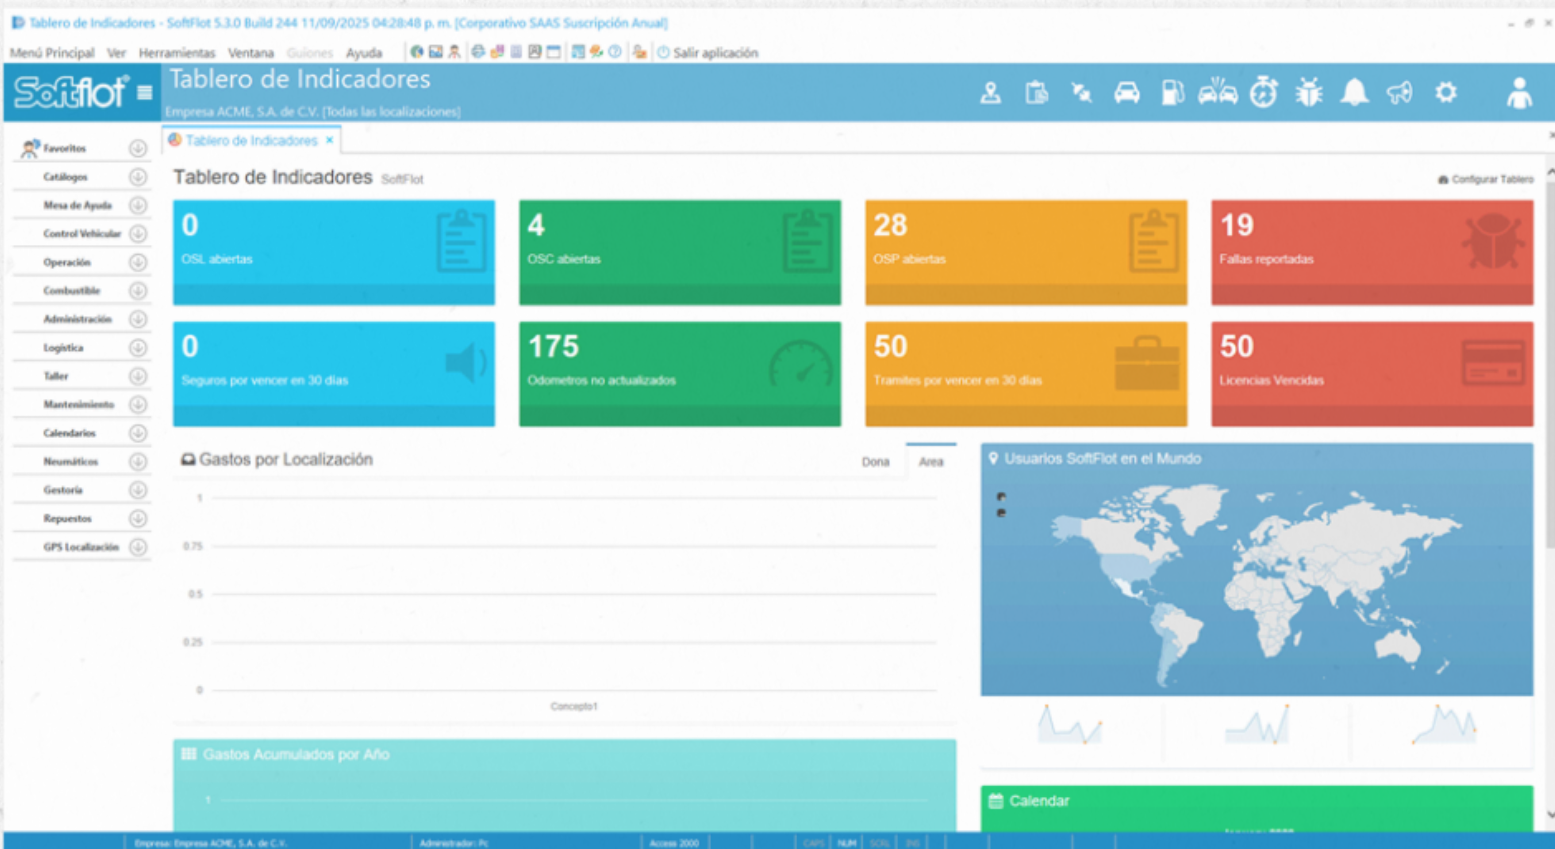 Tablero de Indicadores - SoftFlot 5.3.0 Build 244 11/09/2025 04:28:48 p. m. [Corporativo SAAS Suscripción Anual]
Menú Principal Ver Herramientas Ventana Guiones Ayuda Salir aplicación
Softflot
Tablero de Indicadores
Empresa ACME, S.A. de C.V. [Todas las localizaciones]
Tablero de Indicadores ×
Favoritos
Catálogos
Mesa de Ayuda
Control Vehicular
Operación
Combustible
Administración
Logística
Taller
Mantenimiento
Calendarios
Neumáticos
Gestoría
Repuestos
GPS Localización
Tablero de Indicadores SoftFlot
Configurar Tablero
0
OSL abiertas
4
OSC abiertas
28
OSP abiertas
19
Fallas reportadas
0
Seguros por vencer en 30 días
175
Odometros no actualizados
50
Tramites por vencer en 30 días
50
Licencias Vencidas
Gastos por Localización
Dona Area
1
0.75
0.5
0.25
0
Concepto1
Usuarios SoftFlot en el Mundo
Gastos Acumulados por Año
1
Calendar
Empresa: Empresa ACME, S.A. de C.V. Administrador: Pc Access 2000 CAPS NUM SCRL INS